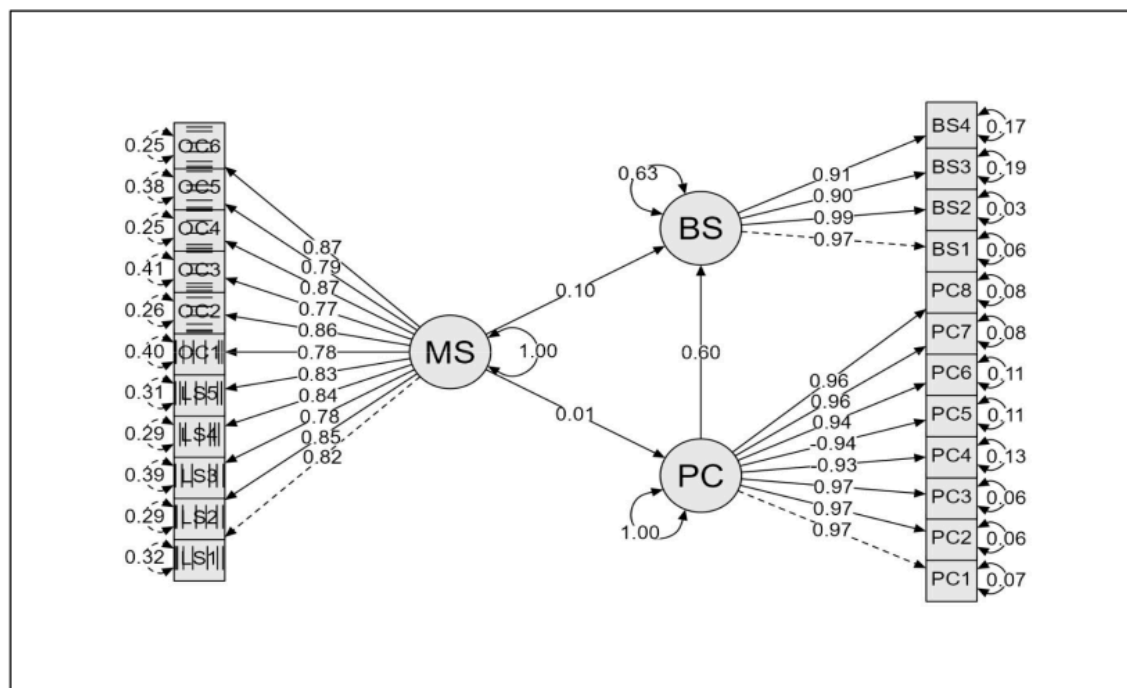 0.25 OC6
0.38 OC5
0.25 OC4
0.41 OC3
0.26 OC2
0.40 OC1
0.31 LS5
0.29 LS4
0.39 LS3
0.29 LS2
0.32 LS1
0.87
0.79
0.87
0.77
0.86
0.78
0.83
0.84
0.78
0.85
0.82
MS
1.00
0.10
0.01
0.63
BS
0.60
PC
1.00
0.91
0.90
0.99
0.97
0.96
0.96
0.94
-0.94
-0.93
0.97
0.97
0.97
BS4 0.17
BS3 0.19
BS2 0.03
BS1 0.06
PC8 0.08
PC7 0.08
PC6 0.11
PC5 0.11
PC4 0.13
PC3 0.06
PC2 0.06
PC1 0.07